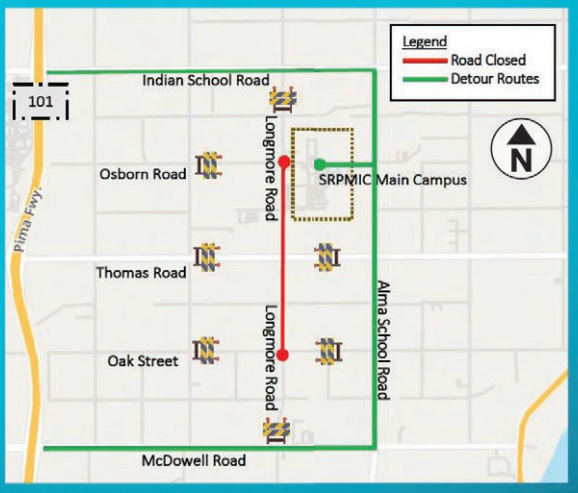 Legend
Road Closed
Detour Routes
Indian School Road
101
N
Longmore Road
Osborn Road
SRPMIC Main Campus
Pima Fwy.
Thomas Road
Alma School Road
Longmore Road
Oak Street
McDowell Road